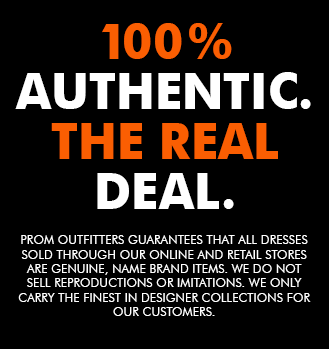 100%
AUTHENTIC.
THE REAL
DEAL.
PROM OUTFITTERS GUARANTEES THAT ALL DRESSES
SOLD THROUGH OUR ONLINE AND RETAIL STORES
ARE GENUINE, NAME BRAND ITEMS. WE DO NOT
SELL REPRODUCTIONS OR IMITATIONS. WE ONLY
CARRY THE FINEST IN DESIGNER COLLECTIONS FOR
OUR CUSTOMERS.